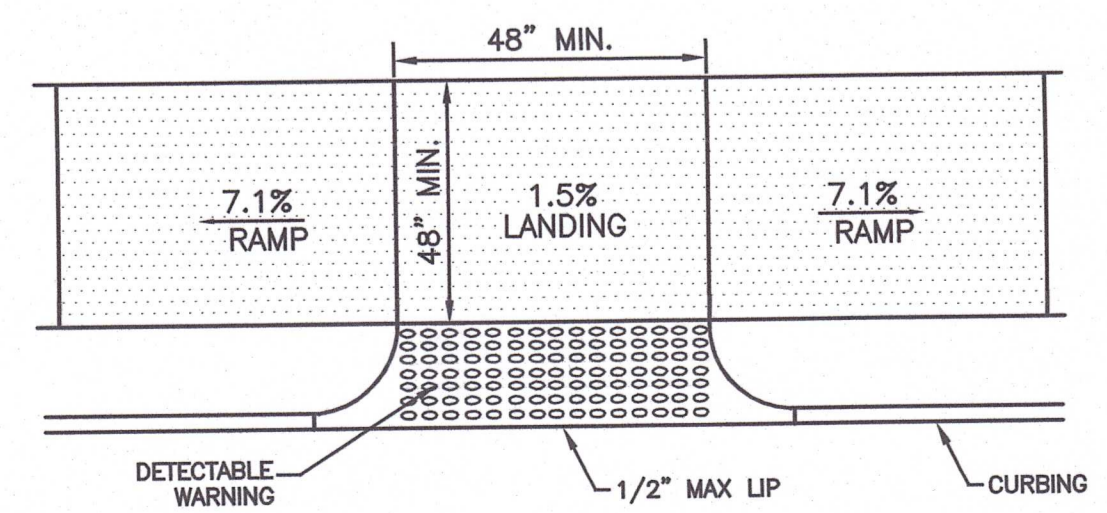 48" MIN.
48" MIN.
7.1%
RAMP
1.5%
LANDING
7.1%
RAMP
DETECTABLE
WARNING
1/2" MAX LIP
CURBING